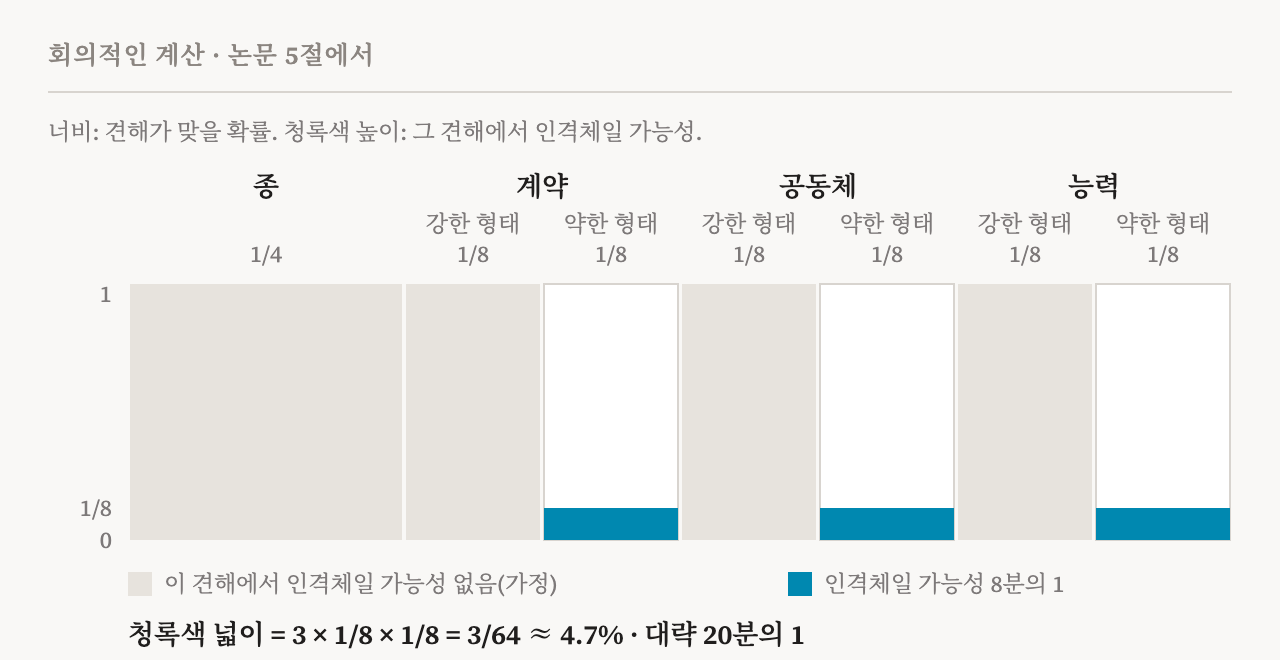 회의적인 계산 · 논문 5절에서
너비: 견해가 맞을 확률. 청록색 높이: 그 견해에서 인격체일 가능성.
종 계약 공동체 능력
강한 형태 약한 형태 강한 형태 약한 형태 강한 형태 약한 형태
1/4 1/8 1/8 1/8 1/8 1/8 1/8
1
1/8
0
이 견해에서 인격체일 가능성 없음(가정) 인격체일 가능성 8분의 1
청록색 넓이 = 3 × 1/8 × 1/8 = 3/64 ≈ 4.7% · 대략 20분의 1